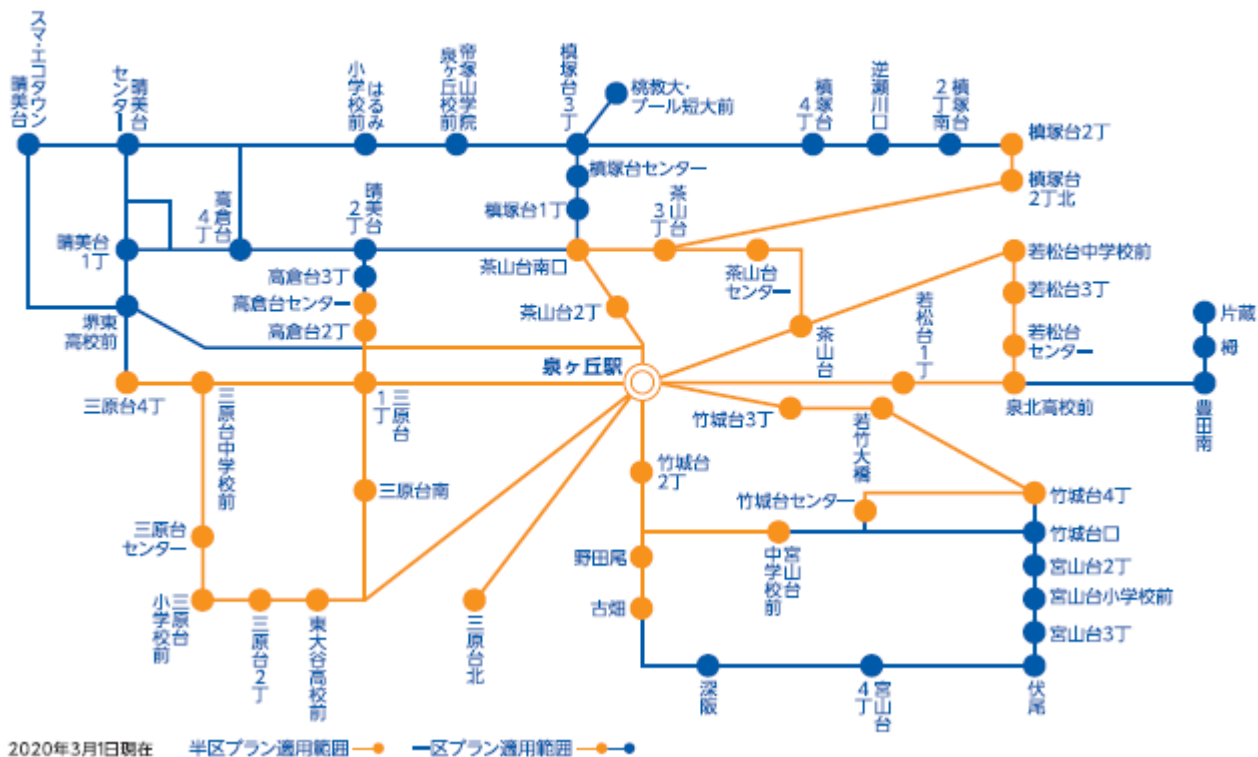 スマ・エコタウン
晴美台
晴美台
センター
はるみ
小学校前
帝塚山学院
泉ヶ丘校前
槙塚台
3丁
桃教大・
プール短大前
槙塚台
4丁
逆瀬川口
槙塚台
2丁南
槙塚台2丁
槙塚台
2丁北
槙塚台センター
槙塚台1丁
茶山台
3丁
晴美台
2丁
高倉台
4丁
晴美台
1丁
高倉台3丁
茶山台南口
茶山台
センター
若松台中学校前
高倉台センター
茶山台2丁
若松台3丁
片蔵
堺東
高校前
高倉台2丁
茶山台
若松台
1丁
若松台
センター
栂
泉ヶ丘駅
三原台4丁
三原台中学校前
三原台
1丁
竹城台3丁
若竹大橋
泉北高校前
豊田南
三原台南
竹城台
2丁
竹城台センター
竹城台4丁
三原台
センター
野田尾
宮山台
中学校前
竹城台口
宮山台2丁
三原台
小学校前
三原台2丁
東大谷高校前
三原台北
古畑
宮山台小学校前
宮山台3丁
深阪
宮山台
4丁
伏尾
2020年3月1日現在
半区プラン適用範囲
一区プラン適用範囲